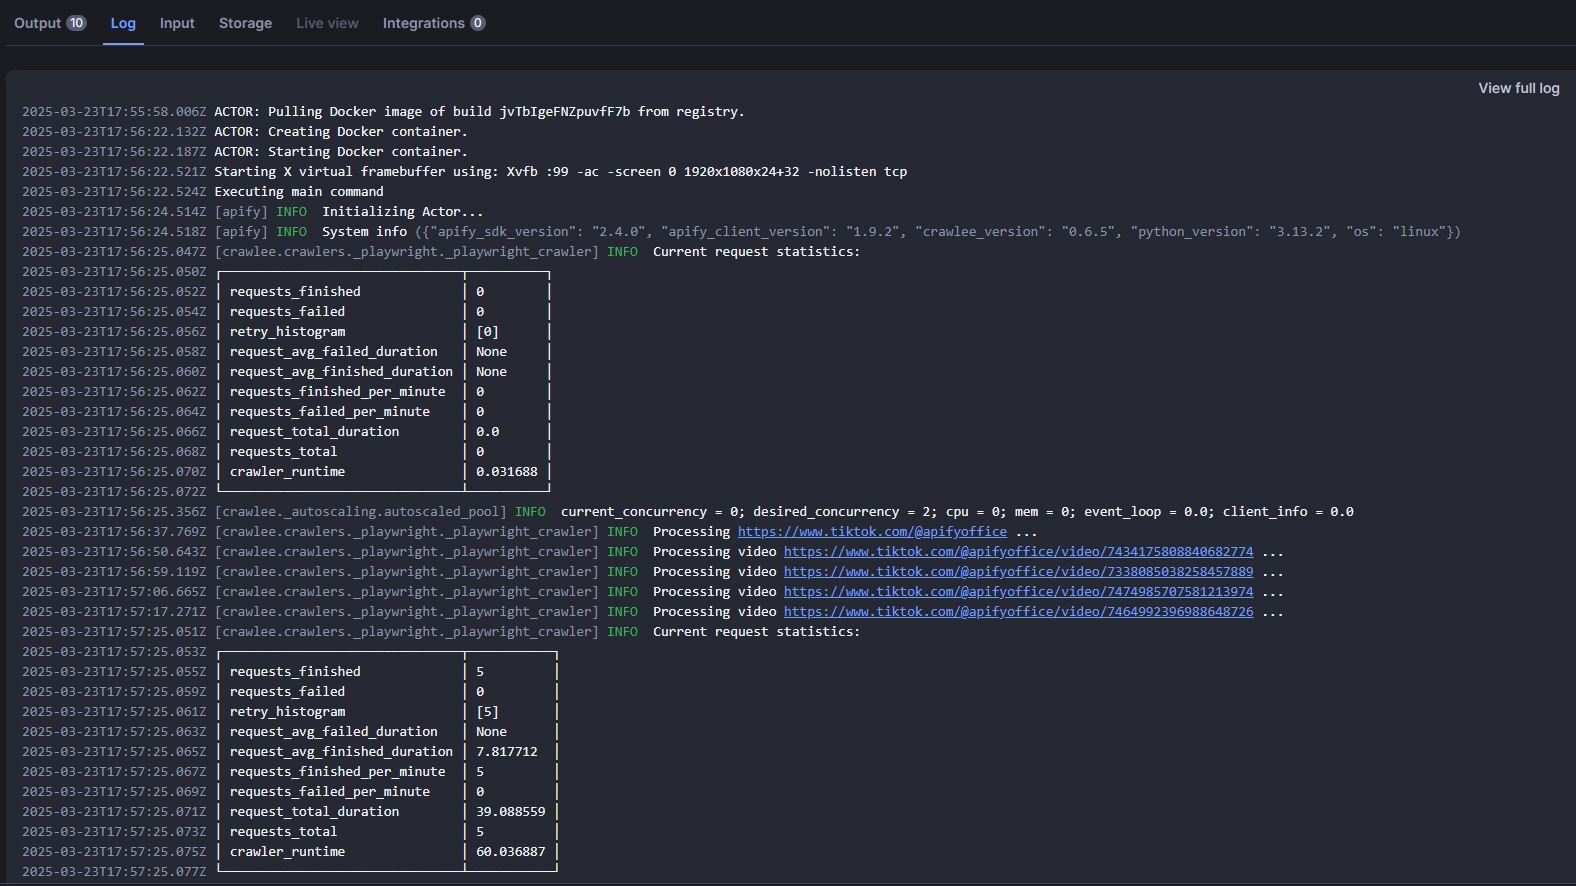 Output 10 Log Input Storage Live view Integrations 0
View full log
2025-03-23T17:55:58.006Z ACTOR: Pulling Docker image of build jvTbIgeFNZpuvfF7b from registry.
2025-03-23T17:56:22.132Z ACTOR: Creating Docker container.
2025-03-23T17:56:22.187Z ACTOR: Starting Docker container.
2025-03-23T17:56:22.521Z Starting X virtual framebuffer using: Xvfb :99 -ac -screen 0 1920x1080x24+32 -nolisten tcp
2025-03-23T17:56:22.524Z Executing main command
2025-03-23T17:56:24.514Z [apify] INFO Initializing Actor...
2025-03-23T17:56:24.518Z [apify] INFO System info ({"apify_sdk_version": "2.4.0", "apify_client_version": "1.9.2", "crawlee_version": "0.6.5", "python_version": "3.13.2", "os": "linux"})
2025-03-23T17:56:25.047Z [crawlee.crawlers._playwright._playwright_crawler] INFO Current request statistics:
2025-03-23T17:56:25.050Z
2025-03-23T17:56:25.052Z requests_finished 0
2025-03-23T17:56:25.054Z requests_failed 0
2025-03-23T17:56:25.056Z retry_histogram [0]
2025-03-23T17:56:25.058Z request_avg_failed_duration None
2025-03-23T17:56:25.060Z request_avg_finished_duration None
2025-03-23T17:56:25.062Z requests_finished_per_minute 0
2025-03-23T17:56:25.064Z requests_failed_per_minute 0
2025-03-23T17:56:25.066Z request_total_duration 0.0
2025-03-23T17:56:25.068Z requests_total 0
2025-03-23T17:56:25.070Z crawler_runtime 0.031688
2025-03-23T17:56:25.072Z
2025-03-23T17:56:25.356Z [crawlee._autoscaling.autoscaled_pool] INFO current_concurrency = 0; desired_concurrency = 2; cpu = 0; mem = 0; event_loop = 0.0; client_info = 0.0
2025-03-23T17:56:37.769Z [crawlee.crawlers._playwright._playwright_crawler] INFO Processing https://www.tiktok.com/@apifyoffice ...
2025-03-23T17:56:50.643Z [crawlee.crawlers._playwright._playwright_crawler] INFO Processing video https://www.tiktok.com/@apifyoffice/video/7434175808840682774 ...
2025-03-23T17:56:59.119Z [crawlee.crawlers._playwright._playwright_crawler] INFO Processing video https://www.tiktok.com/@apifyoffice/video/7338085038258457889 ...
2025-03-23T17:57:06.665Z [crawlee.crawlers._playwright._playwright_crawler] INFO Processing video https://www.tiktok.com/@apifyoffice/video/7474985707581213974 ...
2025-03-23T17:57:17.271Z [crawlee.crawlers._playwright._playwright_crawler] INFO Processing video https://www.tiktok.com/@apifyoffice/video/7464992396988648726 ...
2025-03-23T17:57:25.051Z [crawlee.crawlers._playwright._playwright_crawler] INFO Current request statistics:
2025-03-23T17:57:25.053Z
2025-03-23T17:57:25.055Z requests_finished 5
2025-03-23T17:57:25.059Z requests_failed 0
2025-03-23T17:57:25.061Z retry_histogram [5]
2025-03-23T17:57:25.063Z request_avg_failed_duration None
2025-03-23T17:57:25.065Z request_avg_finished_duration 7.817712
2025-03-23T17:57:25.067Z requests_finished_per_minute 5
2025-03-23T17:57:25.069Z requests_failed_per_minute 0
2025-03-23T17:57:25.071Z request_total_duration 39.088559
2025-03-23T17:57:25.073Z requests_total 5
2025-03-23T17:57:25.075Z crawler_runtime 60.036887
2025-03-23T17:57:25.077Z